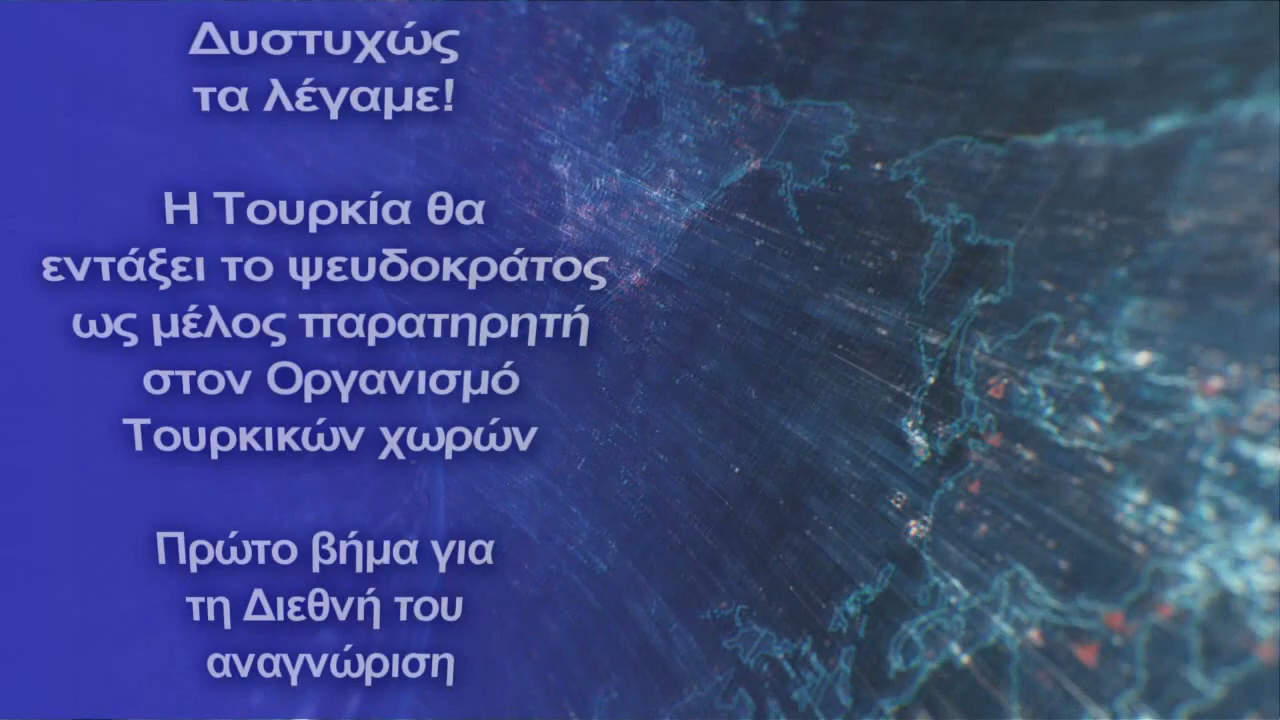 Δυστυχώς
τα λέγαμε!
Η Τουρκία θα
εντάξει το ψευδοκράτος
ως μέλος παρατηρητή
στον Οργανισμό
Τουρκικών χωρών
Πρώτο βήμα για
τη Διεθνή του
αναγνώριση